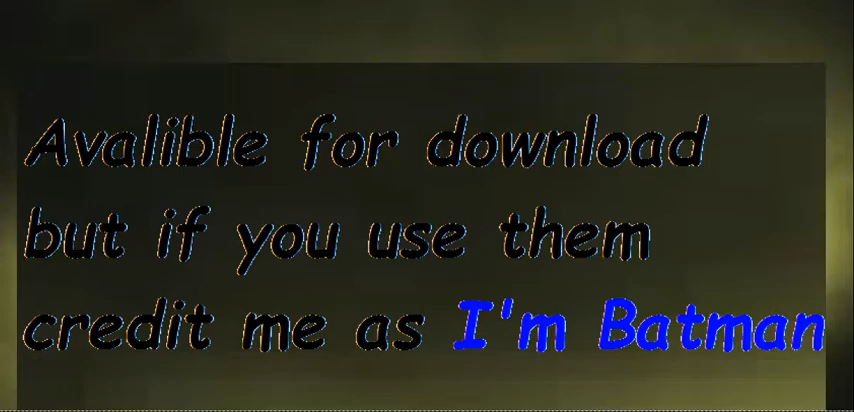 Avalible for download
but if you use them
credit me as I'm Batman